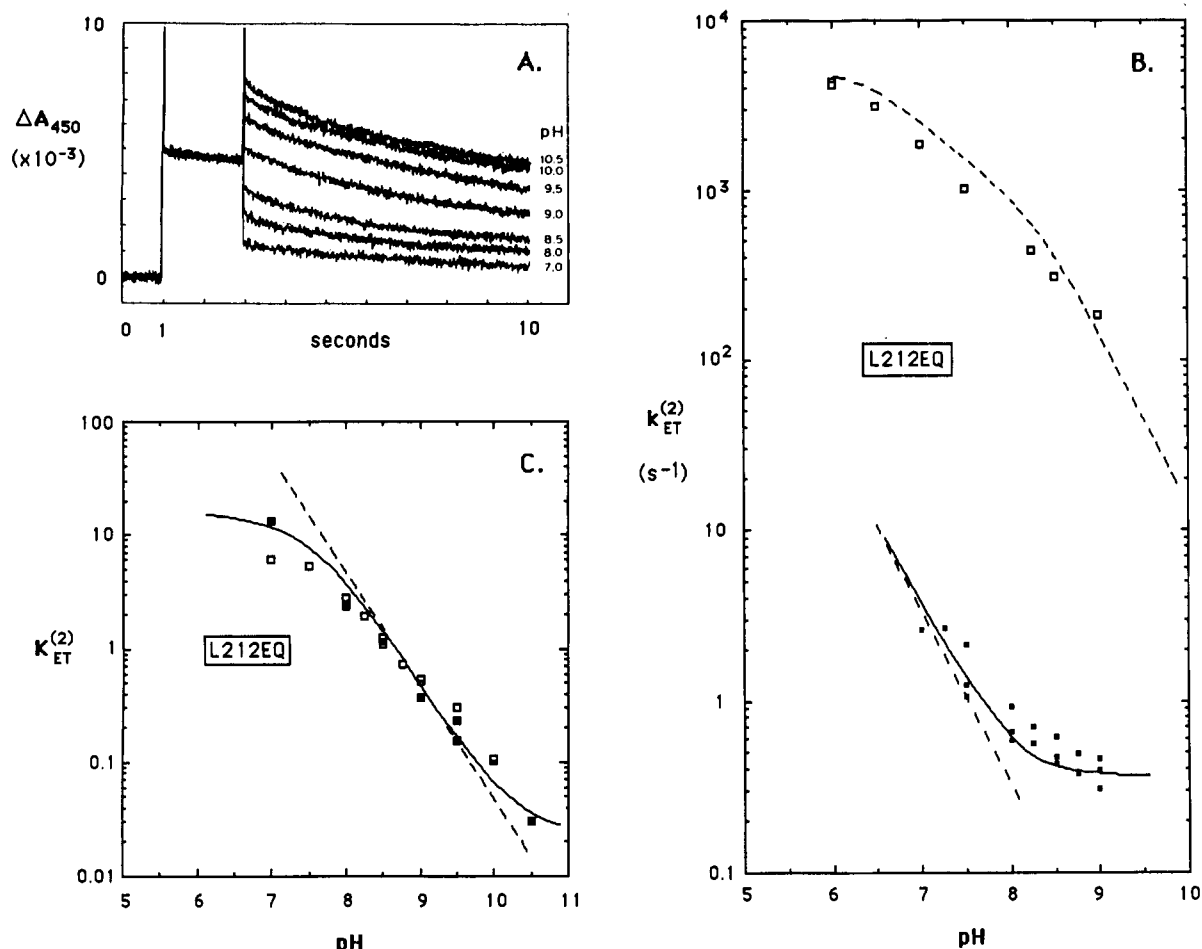 A.
10
ΔA450
(x10⁻³)
0
pH
10.5
10.0
9.5
9.0
8.5
8.0
7.0
0 1 10
seconds
B.
10⁴
10³
10²
10
1
0.1
L212EQ
k_ET^(2)
(s⁻¹)
5 6 7 8 9 10
pH
C.
100
10
1
0.1
0.01
L212EQ
K_ET^(2)
5 6 7 8 9 10 11
pH